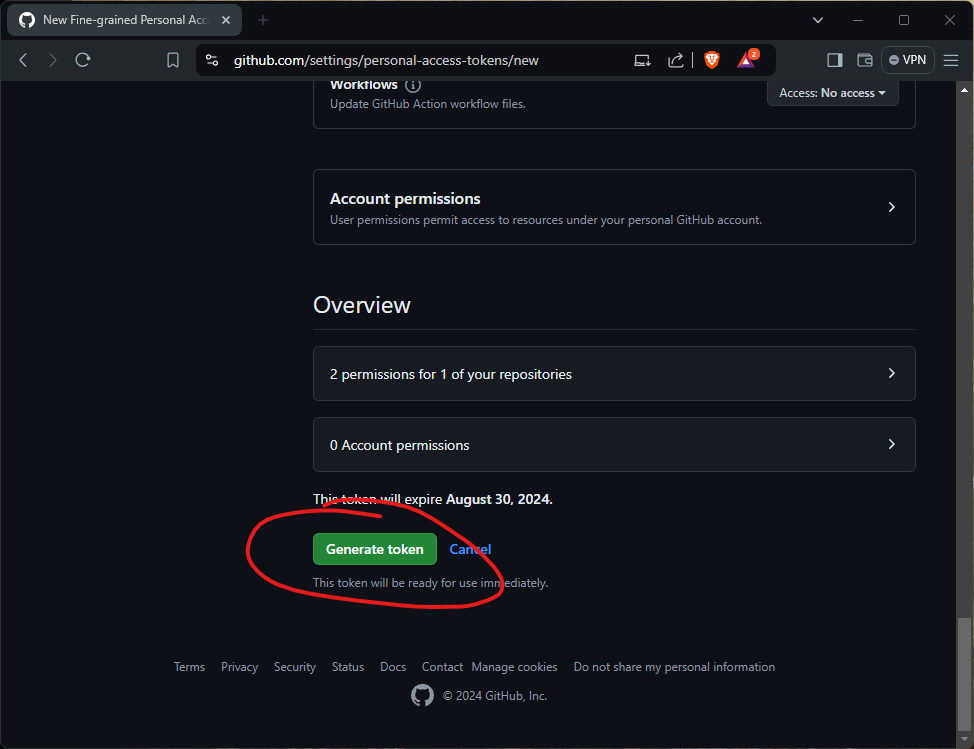 New Fine-grained Personal Acc
github.com/settings/personal-access-tokens/new
2
VPN
Workflows
Update GitHub Action workflow files.
Access: No access
Account permissions
User permissions permit access to resources under your personal GitHub account.
Overview
2 permissions for 1 of your repositories
0 Account permissions
This token will expire August 30, 2024.
Generate token Cancel
This token will be ready for use immediately.
Terms Privacy Security Status Docs Contact Manage cookies Do not share my personal information
© 2024 GitHub, Inc.